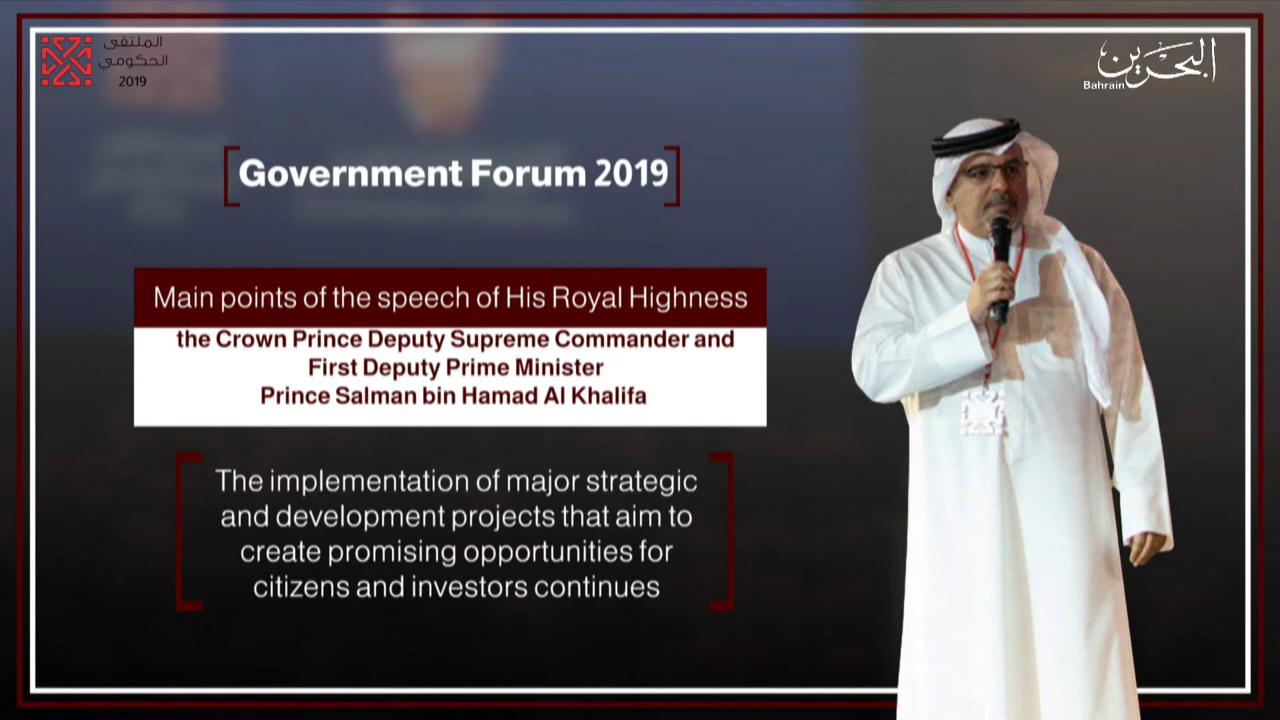 الملتقى
الحكومي
2019
البحرين
Bahrain
Government Forum 2019
Main points of the speech of His Royal Highness
the Crown Prince Deputy Supreme Commander and
First Deputy Prime Minister
Prince Salman bin Hamad Al Khalifa
The implementation of major strategic
and development projects that aim to
create promising opportunities for
citizens and investors continues